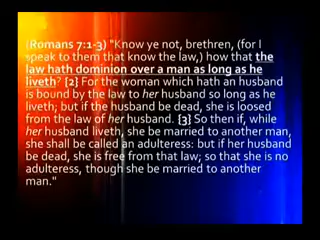 (Romans 7:1-3) "Know ye not, brethren, (for I
speak to them that know the law,) how that the
law hath dominion over a man as long as he
liveth? {2} For the woman which hath an husband
is bound by the law to her husband so long as he
liveth; but if the husband be dead, she is loosed
from the law of her husband. {3} So then if, while
her husband liveth, she be married to another man,
she shall be called an adulteress: but if her husband
be dead, she is free from that law; so that she is no
adulteress, though she be married to another
man."